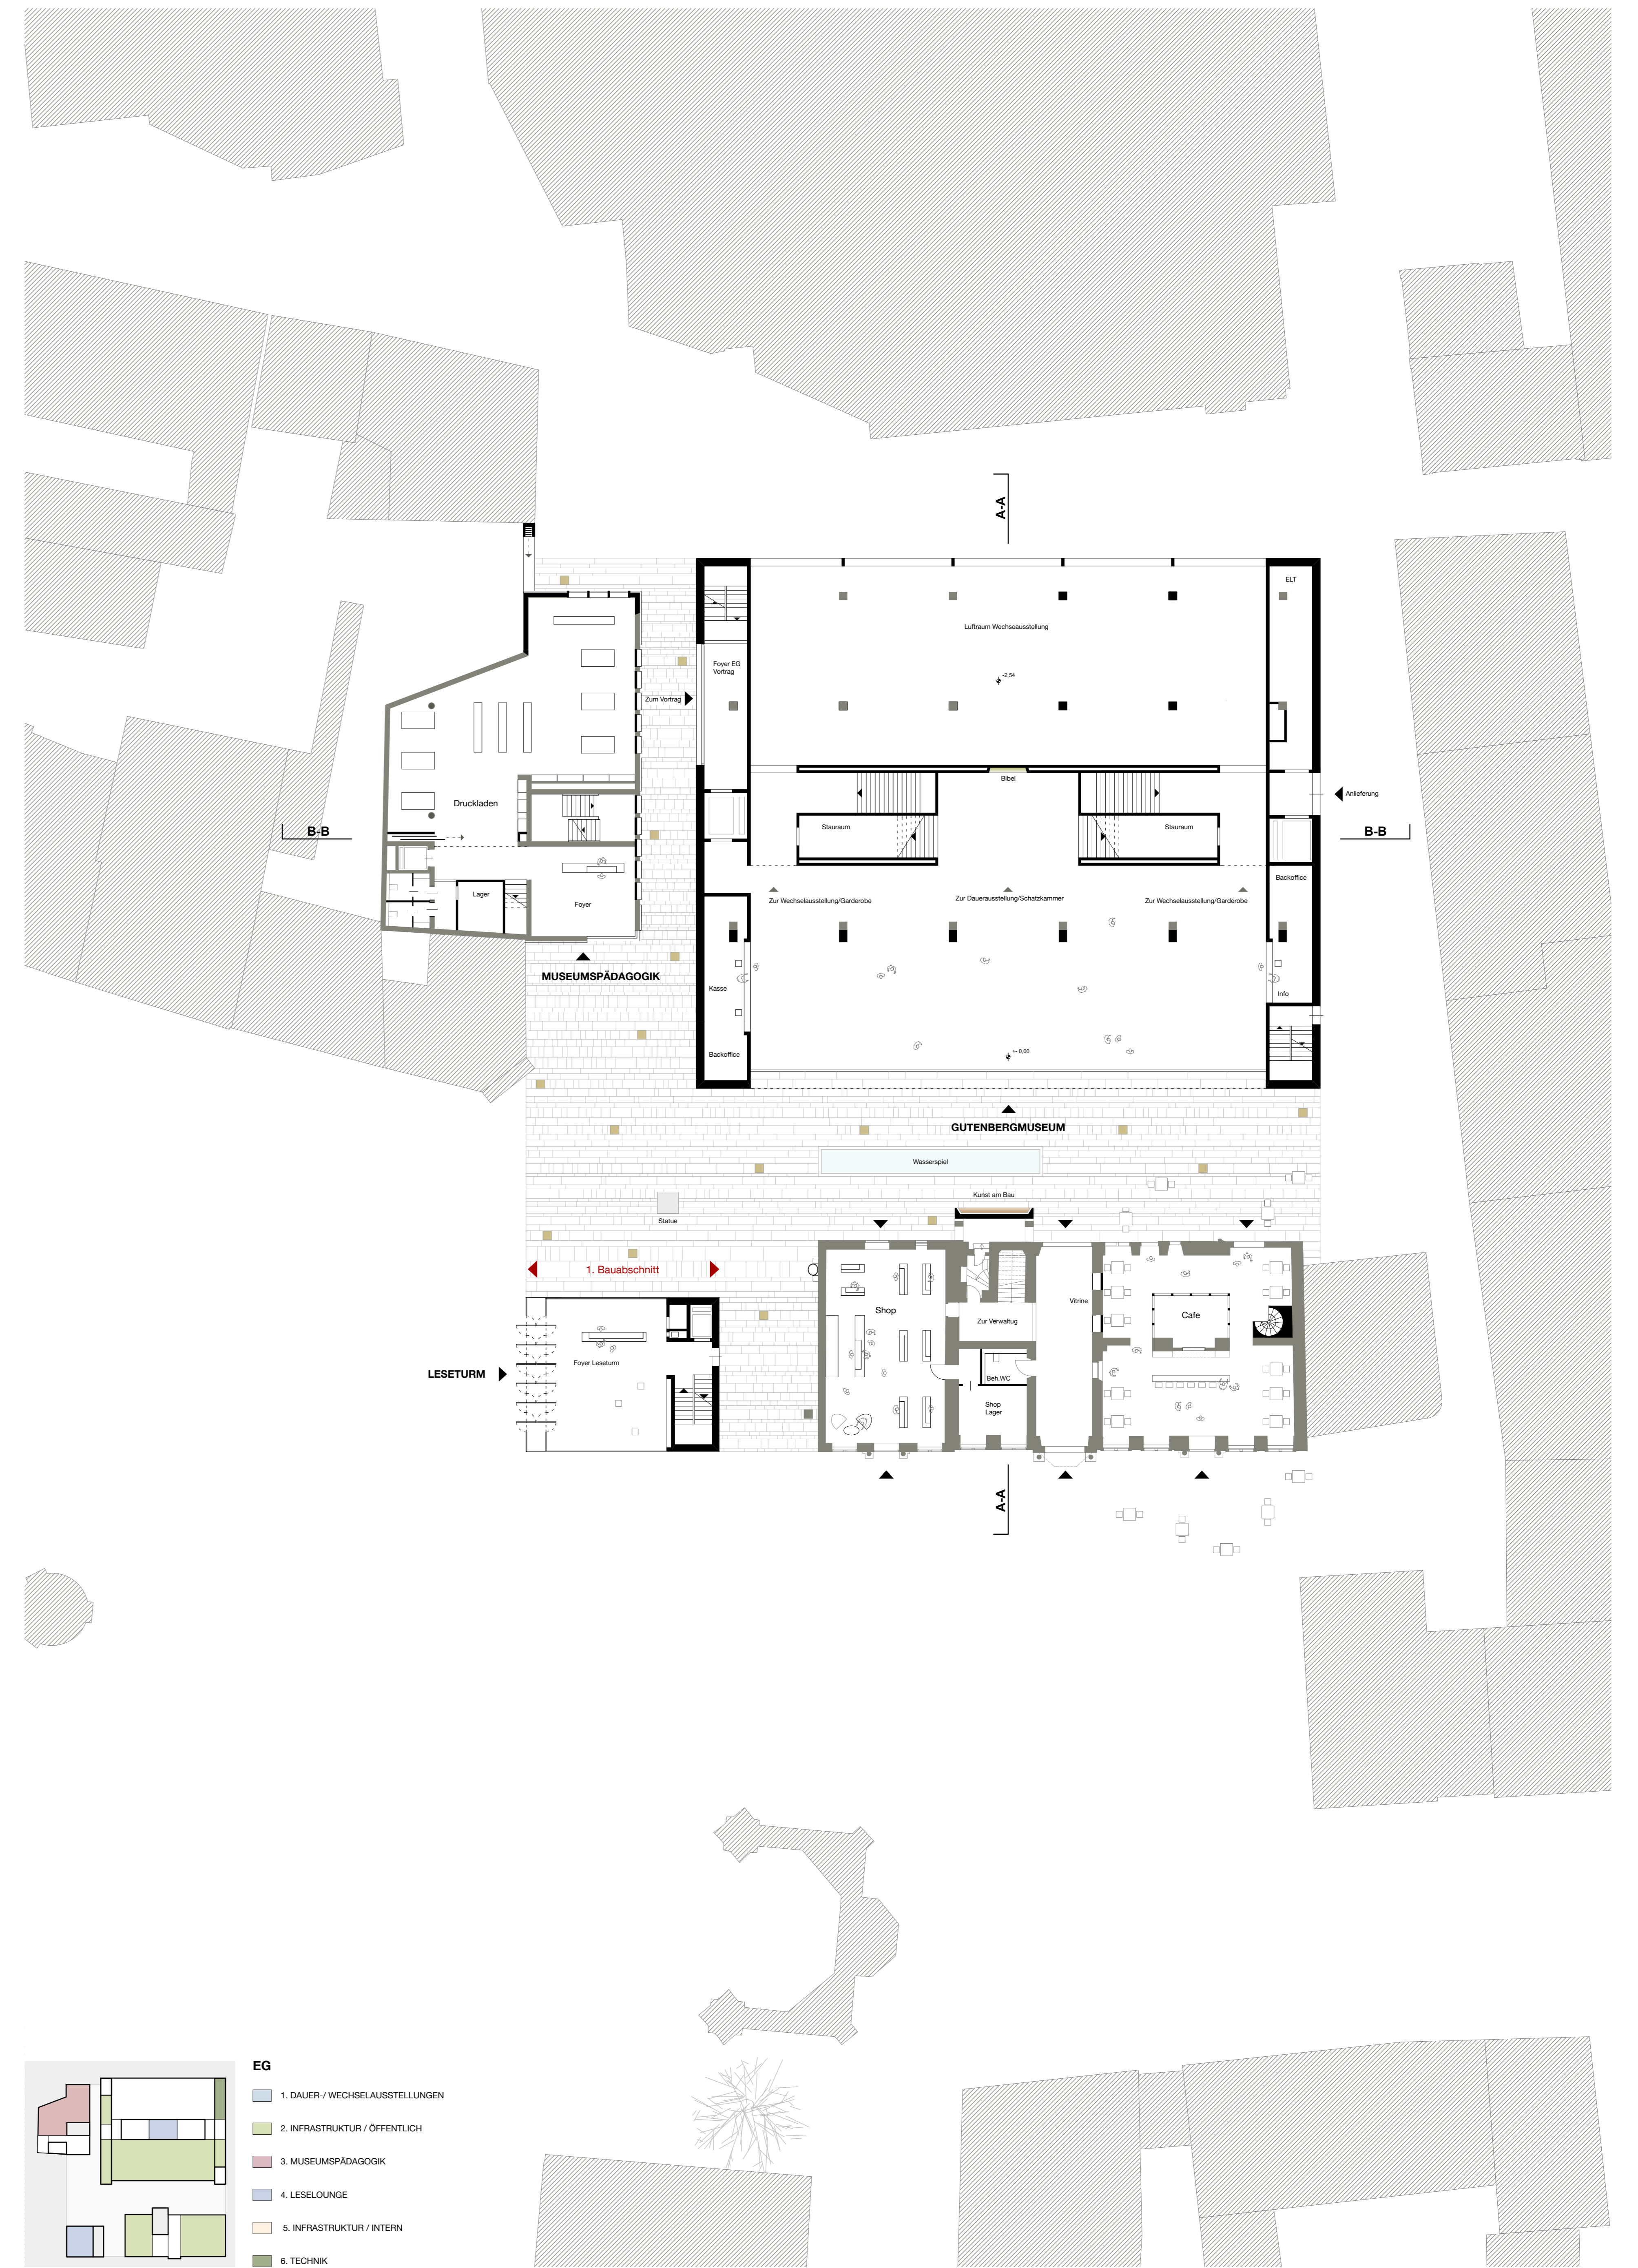 A-A
ELT
Luftraum Wechseausstellung
Foyer EG
Vortrag
-2,54
Zum Vortrag
Bibel
Anlieferung
Druckladen
B-B
Stauraum
Stauraum
B-B
Backoffice
Lager
Foyer
Zur Wechselausstellung/Garderobe
Zur Dauerausstellung/Schatzkammer
Zur Wechselausstellung/Garderobe
MUSEUMSPÄDAGOGIK
Kasse
Info
Backoffice
+- 0,00
GUTENBERGMUSEUM
Wasserspiel
Kunst am Bau
Statue
1. Bauabschnitt
Vitrine
Shop
Cafe
Zur Verwaltug
Foyer Leseturm
LESETURM
Beh.WC
Shop
Lager
A-A
EG
1. DAUER-/ WECHSELAUSSTELLUNGEN
2. INFRASTRUKTUR / ÖFFENTLICH
3. MUSEUMSPÄDAGOGIK
4. LESELOUNGE
5. INFRASTRUKTUR / INTERN
6. TECHNIK